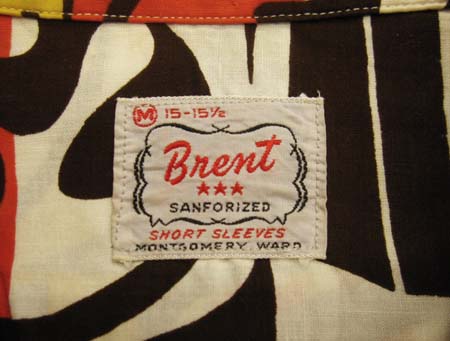 M 15-15½
Brent
★★★
SANFORIZED
SHORT SLEEVES
MONTGOMERY WARD